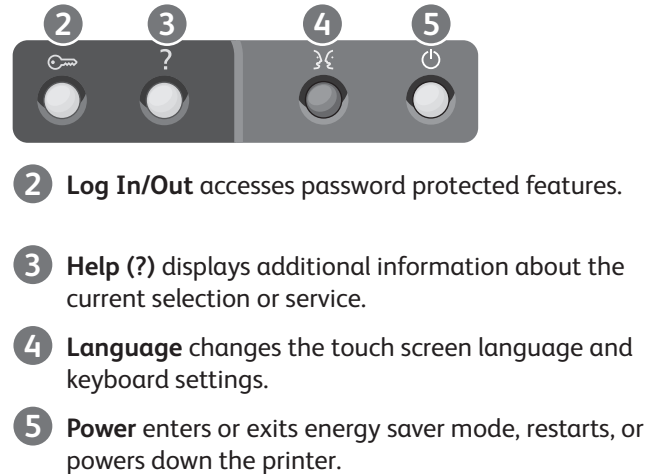 2 3 4 5
?
2 Log In/Out accesses password protected features.
3 Help (?) displays additional information about the
current selection or service.
4 Language changes the touch screen language and
keyboard settings.
5 Power enters or exits energy saver mode, restarts, or
powers down the printer.